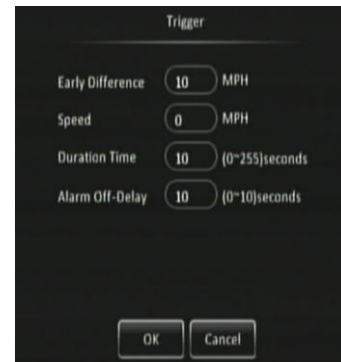 Trigger
Early Difference 10 MPH
Speed 0 MPH
Duration Time 10 (0~255)seconds
Alarm Off-Delay 10 (0~10)seconds
OK Cancel